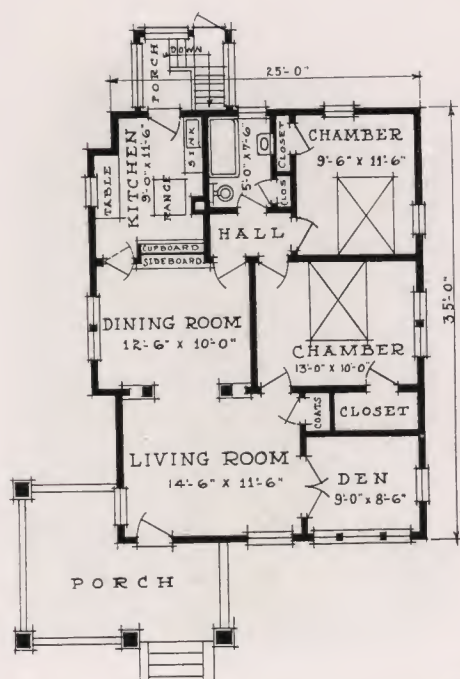 PORCH
DOWN
25'-0"
KITCHEN
9'-0" X 11'-6"
TABLE
SINK
RANGE
5'-0" X 7'-6"
CLOSET
CLOS
CHAMBER
9'-6" X 11'-6"
HALL
CUPBOARD
SIDEBOARD
35'-0"
DINING ROOM
12'-6" X 10'-0"
CHAMBER
13'-0" X 10'-0"
COATS
CLOSET
LIVING ROOM
14'-6" X 11'-6"
DEN
9'-0" X 8'-6"
PORCH